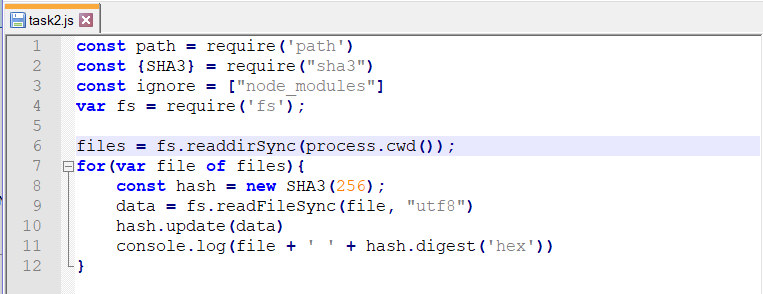 task2.js
1 const path = require('path')
2 const {SHA3} = require("sha3")
3 const ignore = ["node_modules"]
4 var fs = require('fs');
5
6 files = fs.readdirSync(process.cwd());
7 for(var file of files){
8     const hash = new SHA3(256);
9     data = fs.readFileSync(file, "utf8")
10     hash.update(data)
11     console.log(file + ' ' + hash.digest('hex'))
12 }